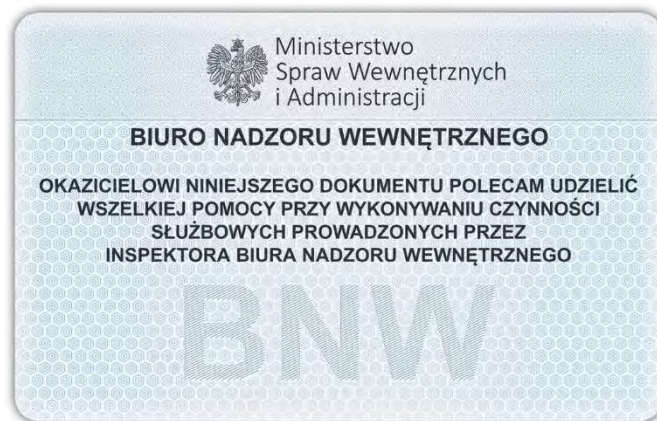 Ministerstwo
Spraw Wewnętrznych
i Administracji
BIURO NADZORU WEWNĘTRZNEGO
OKAZICIELOWI NINIEJSZEGO DOKUMENTU POLECAM UDZIELIĆ
WSZELKIEJ POMOCY PRZY WYKONYWANIU CZYNNOŚCI
SŁUŻBOWYCH PROWADZONYCH PRZEZ
INSPEKTORA BIURA NADZORU WEWNĘTRZNEGO
BNW